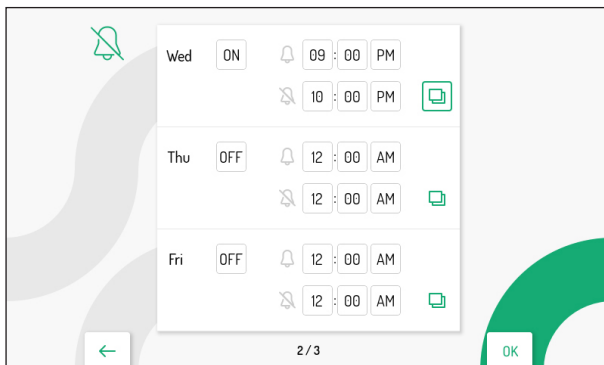 Wed ON 09 : 00 PM
10 : 00 PM
Thu OFF 12 : 00 AM
12 : 00 AM
Fri OFF 12 : 00 AM
12 : 00 AM
2/3 OK